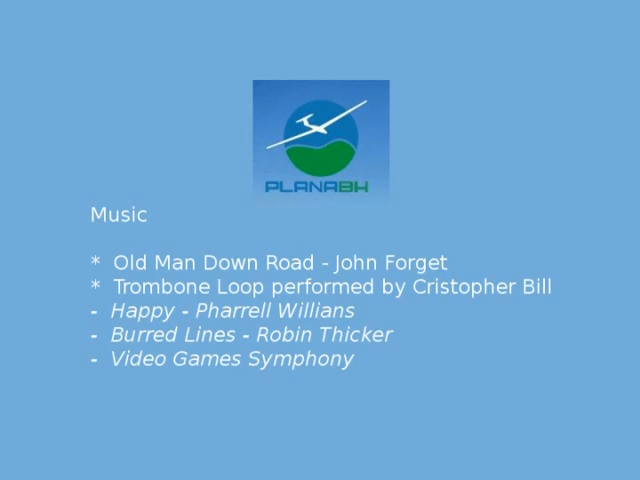 PLANABH
Music
* Old Man Down Road - John Forget
* Trombone Loop performed by Cristopher Bill
- Happy - Pharrell Willians
- Burred Lines - Robin Thicker
- Video Games Symphony